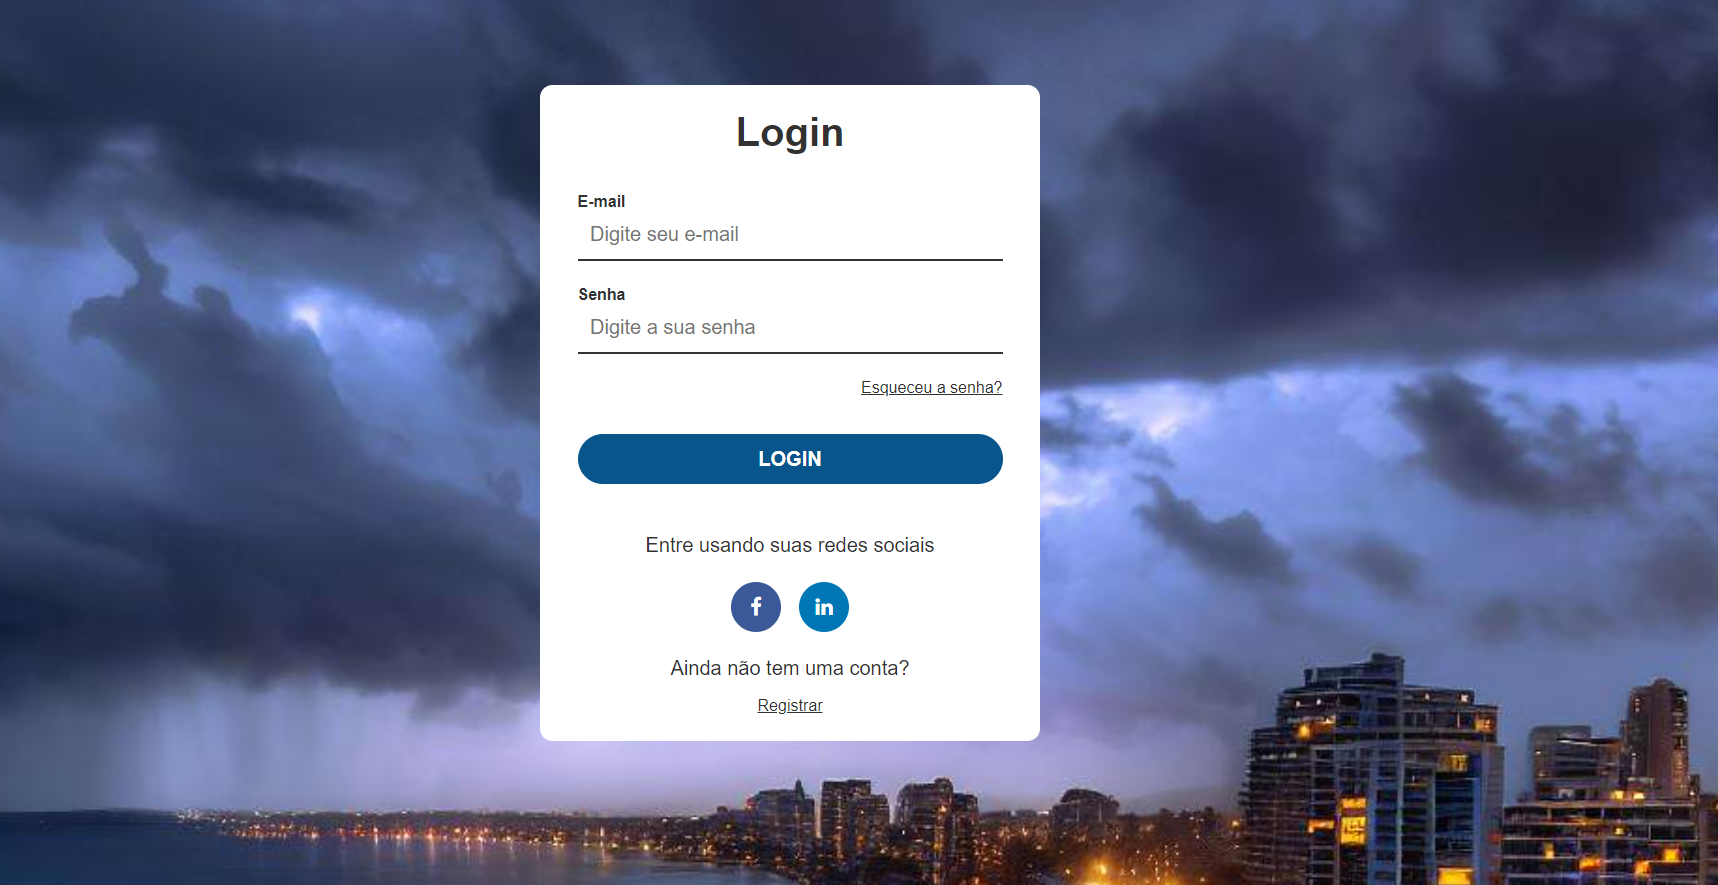 Login
E-mail
Digite seu e-mail
Senha
Digite a sua senha
Esqueceu a senha?
LOGIN
Entre usando suas redes sociais
f in
Ainda não tem uma conta?
Registrar